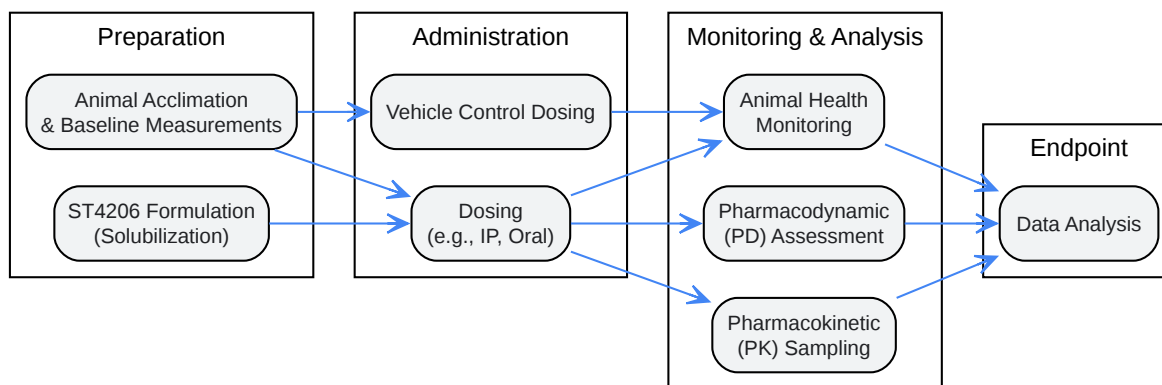 Preparation
Animal Acclimation
& Baseline Measurements
ST4206 Formulation
(Solubilization)
Administration
Vehicle Control Dosing
Dosing
(e.g., IP, Oral)
Monitoring & Analysis
Animal Health
Monitoring
Pharmacodynamic
(PD) Assessment
Pharmacokinetic
(PK) Sampling
Endpoint
Data Analysis